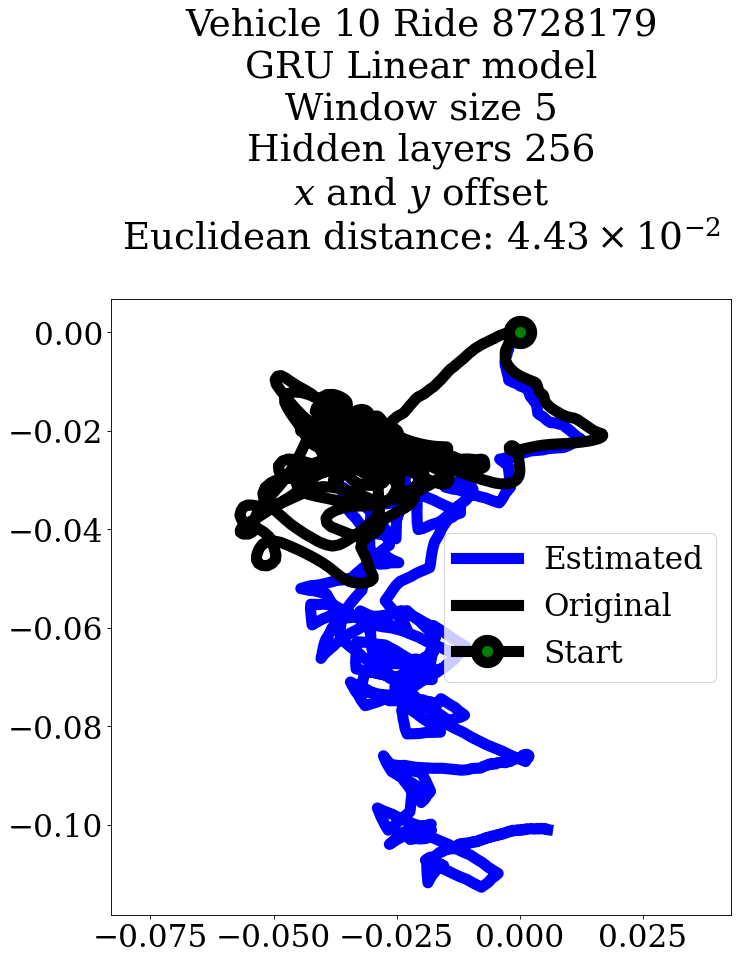 Vehicle 10 Ride 8728179
GRU Linear model
Window size 5
Hidden layers 256
x and y offset
Euclidean distance: 4.43 × 10⁻²
0.00
−0.02
−0.04
−0.06
−0.08
−0.10
Estimated
Original
Start
−0.075 −0.050 −0.025 0.000 0.025